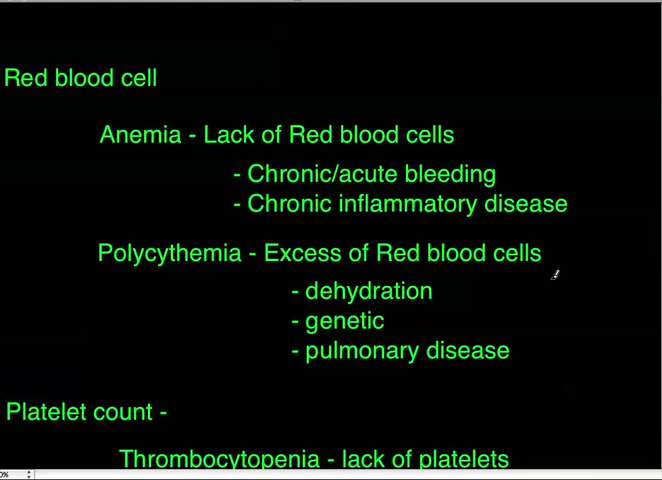 Red blood cell
Anemia - Lack of Red blood cells
- Chronic/acute bleeding
- Chronic inflammatory disease
Polycythemia - Excess of Red blood cells
- dehydration
- genetic
- pulmonary disease
Platelet count -
Thrombocytopenia - lack of platelets